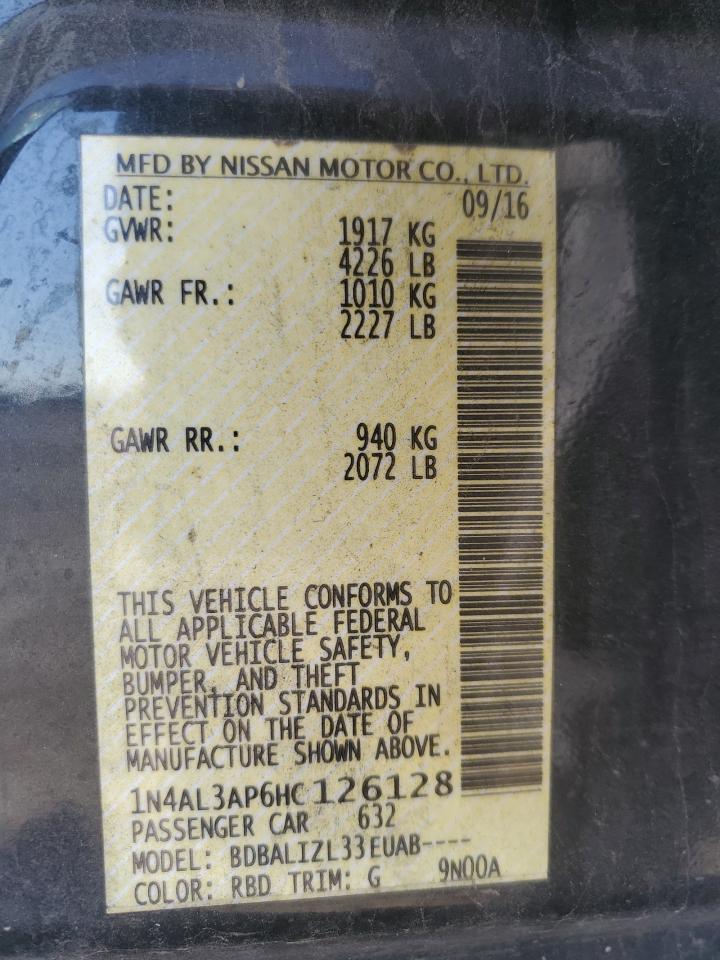 MFD BY NISSAN MOTOR CO., LTD.
DATE: 09/16
GVWR: 1917 KG
4226 LB
GAWR FR.: 1010 KG
2227 LB
GAWR RR.: 940 KG
2072 LB
THIS VEHICLE CONFORMS TO
ALL APPLICABLE FEDERAL
MOTOR VEHICLE SAFETY,
BUMPER, AND THEFT
PREVENTION STANDARDS IN
EFFECT ON THE DATE OF
MANUFACTURE SHOWN ABOVE.
1N4AL3AP6HC126128
PASSENGER CAR 632
MODEL: BDBALIZL33EUAB----
COLOR: RBD TRIM: G 9N00A